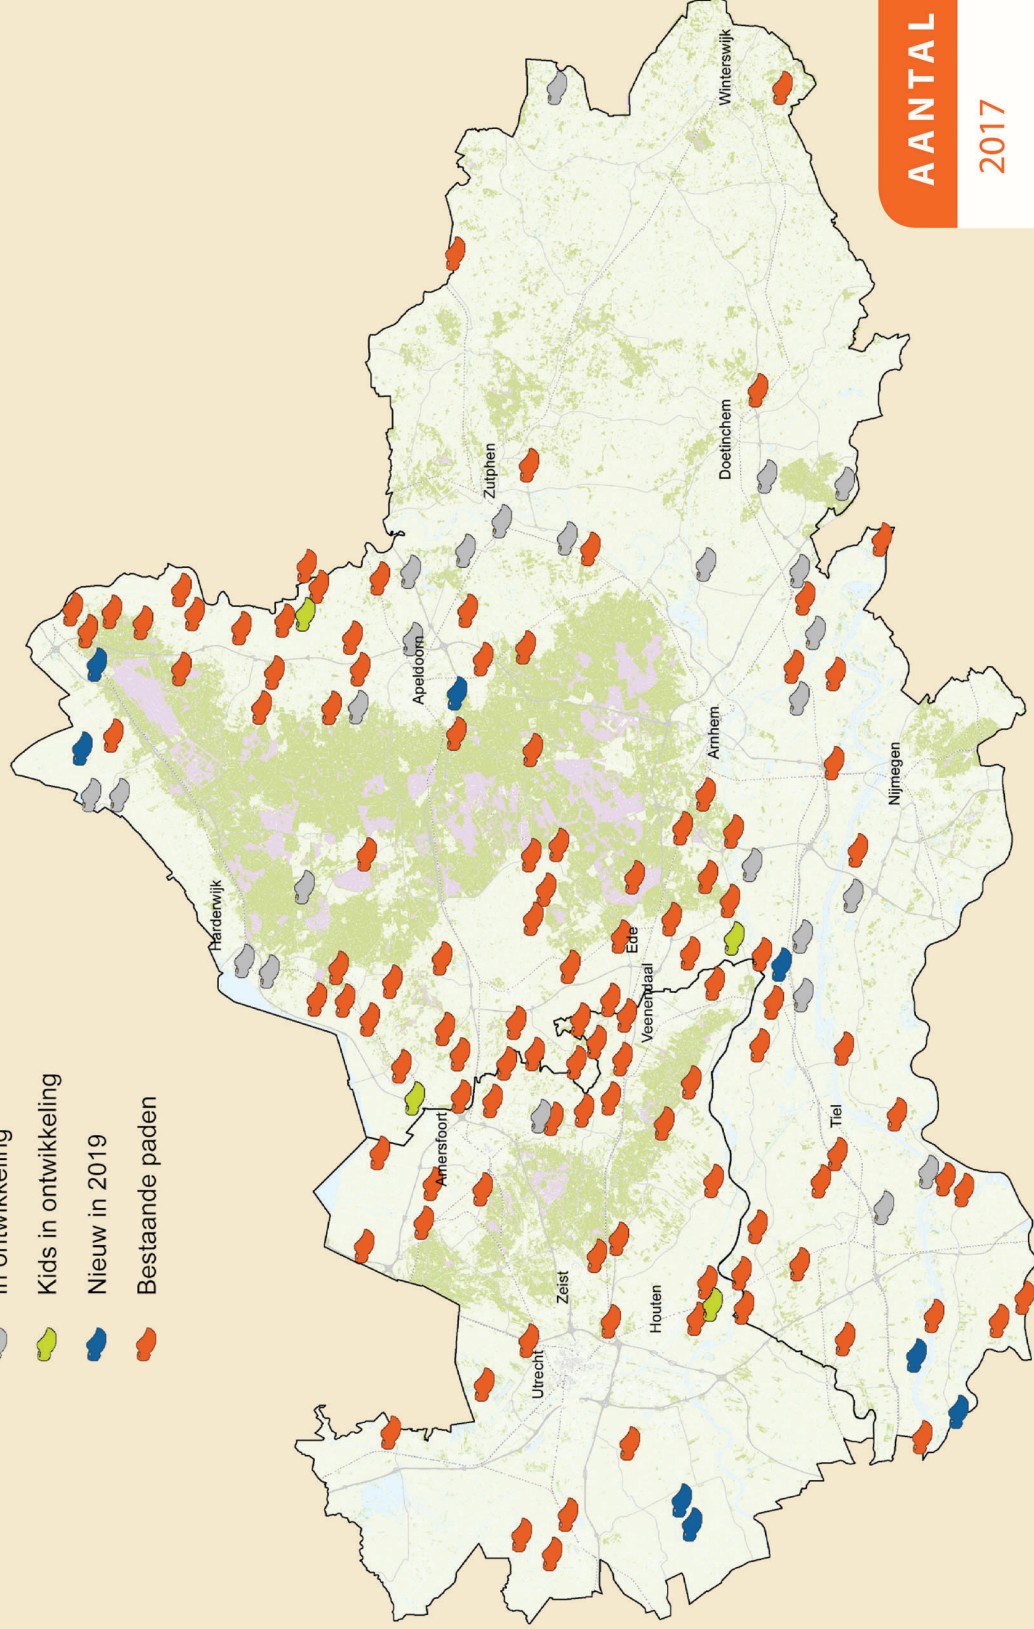 In ontwikkeling
Kids in ontwikkeling
Nieuw in 2019
Bestaande paden
AANTAL
2017
Winterswijk
Zutphen
Doetinchem
Apeldoorn
Arnhem
Nijmegen
Harderwijk
Ede
Veenendaal
Tiel
Amersfoort
Zeist
Houten
Utrecht